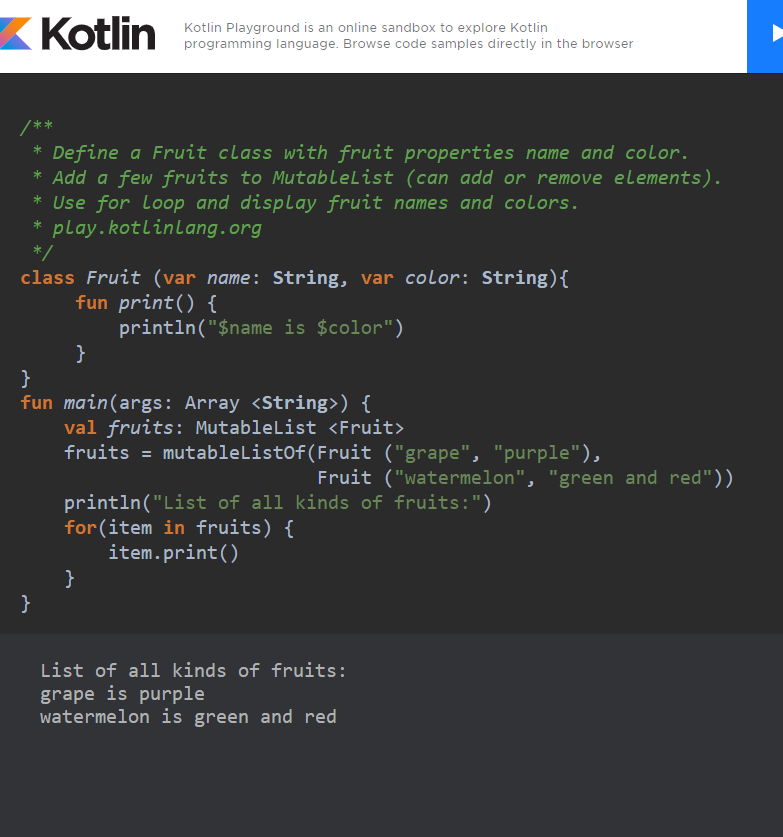 Kotlin
Kotlin Playground is an online sandbox to explore Kotlin
programming language. Browse code samples directly in the browser
/**
 * Define a Fruit class with fruit properties name and color.
 * Add a few fruits to MutableList (can add or remove elements).
 * Use for loop and display fruit names and colors.
 * play.kotlinlang.org
 */
class Fruit (var name: String, var color: String){
     fun print() {
         println("$name is $color")
     }
}
fun main(args: Array <String>) {
    val fruits: MutableList <Fruit>
    fruits = mutableListOf(Fruit ("grape", "purple"),
                           Fruit ("watermelon", "green and red"))
    println("List of all kinds of fruits:")
    for(item in fruits) {
        item.print()
    }
}
List of all kinds of fruits:
grape is purple
watermelon is green and red